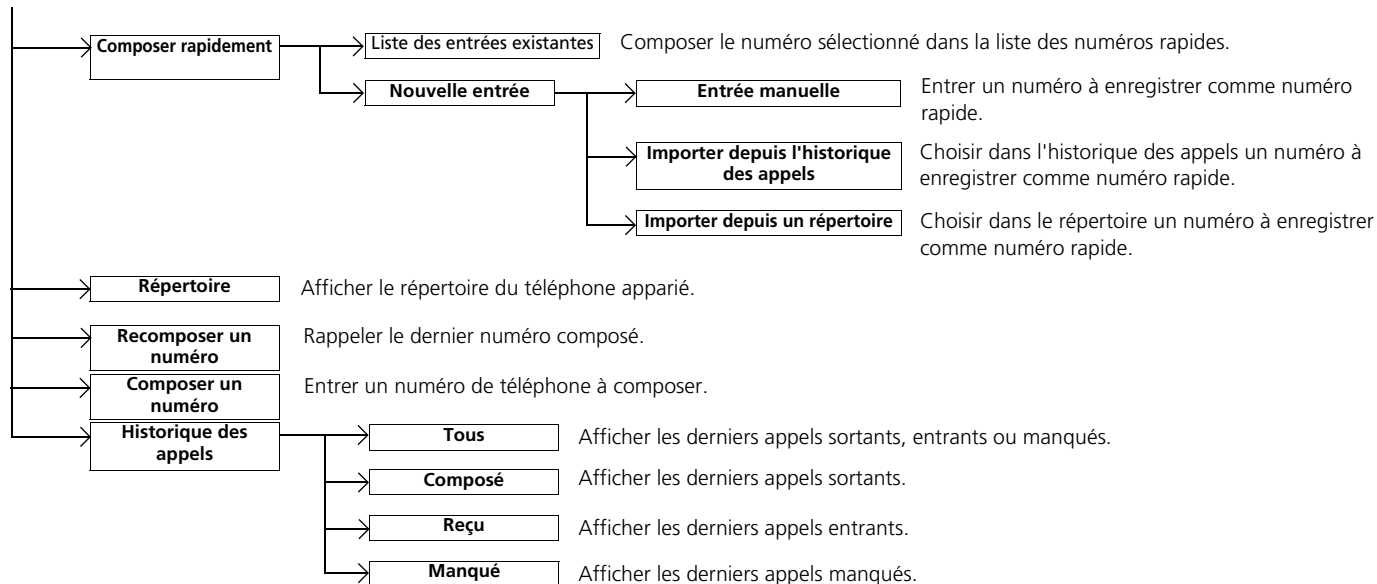 Composer rapidement
Liste des entrées existantes
Composer le numéro sélectionné dans la liste des numéros rapides.
Nouvelle entrée
Entrée manuelle
Entrer un numéro à enregistrer comme numéro
rapide.
Importer depuis l'historique
des appels
Choisir dans l'historique des appels un numéro à
enregistrer comme numéro rapide.
Importer depuis un répertoire
Choisir dans le répertoire un numéro à enregistrer
comme numéro rapide.
Répertoire
Afficher le répertoire du téléphone apparié.
Recomposer un
numéro
Rappeler le dernier numéro composé.
Composer un
numéro
Entrer un numéro de téléphone à composer.
Historique des
appels
Tous
Afficher les derniers appels sortants, entrants ou manqués.
Composé
Afficher les derniers appels sortants.
Reçu
Afficher les derniers appels entrants.
Manqué
Afficher les derniers appels manqués.